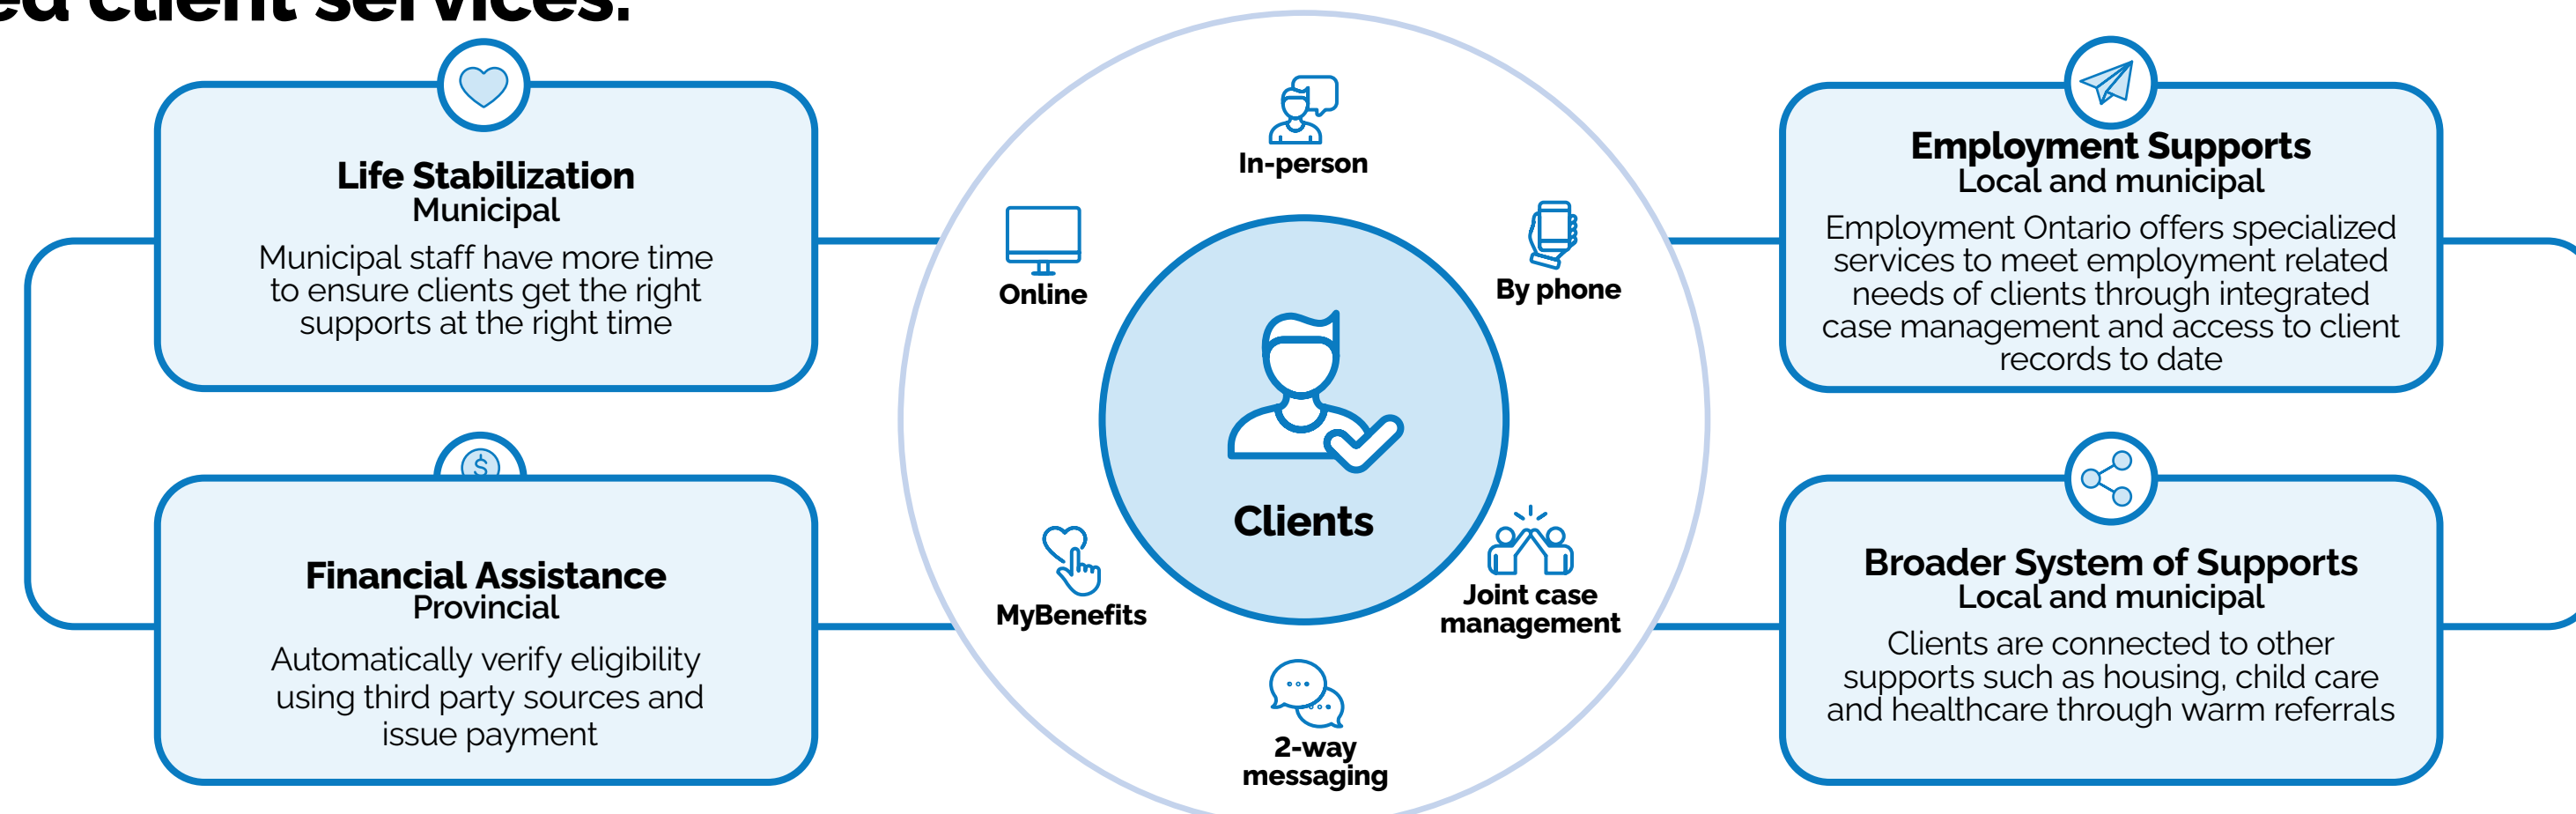 client services.
Life Stabilization
Municipal
Municipal staff have more time
to ensure clients get the right
supports at the right time
$
Financial Assistance
Provincial
Automatically verify eligibility
using third party sources and
issue payment
In-person
Online
By phone
Clients
MyBenefits
Joint case
management
2-way
messaging
Employment Supports
Local and municipal
Employment Ontario offers specialized
services to meet employment related
needs of clients through integrated
case management and access to client
records to date
Broader System of Supports
Local and municipal
Clients are connected to other
supports such as housing, child care
and healthcare through warm referrals